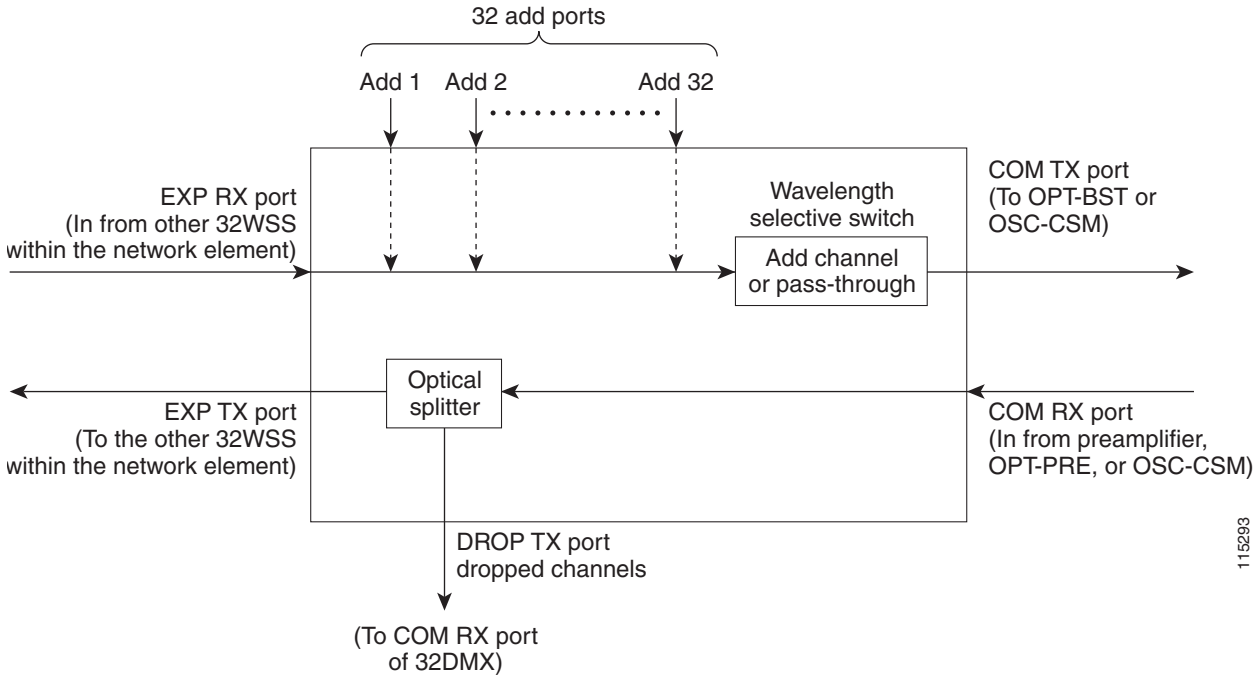 32 add ports
Add 1
Add 2
Add 32
EXP RX port
(In from other 32WSS
within the network element)
Wavelength
selective switch
Add channel
or pass-through
COM TX port
(To OPT-BST or
OSC-CSM)
Optical
splitter
EXP TX port
(To the other 32WSS
within the network element)
COM RX port
(In from preamplifier,
OPT-PRE, or OSC-CSM)
DROP TX port
dropped channels
(To COM RX port
of 32DMX)
115293